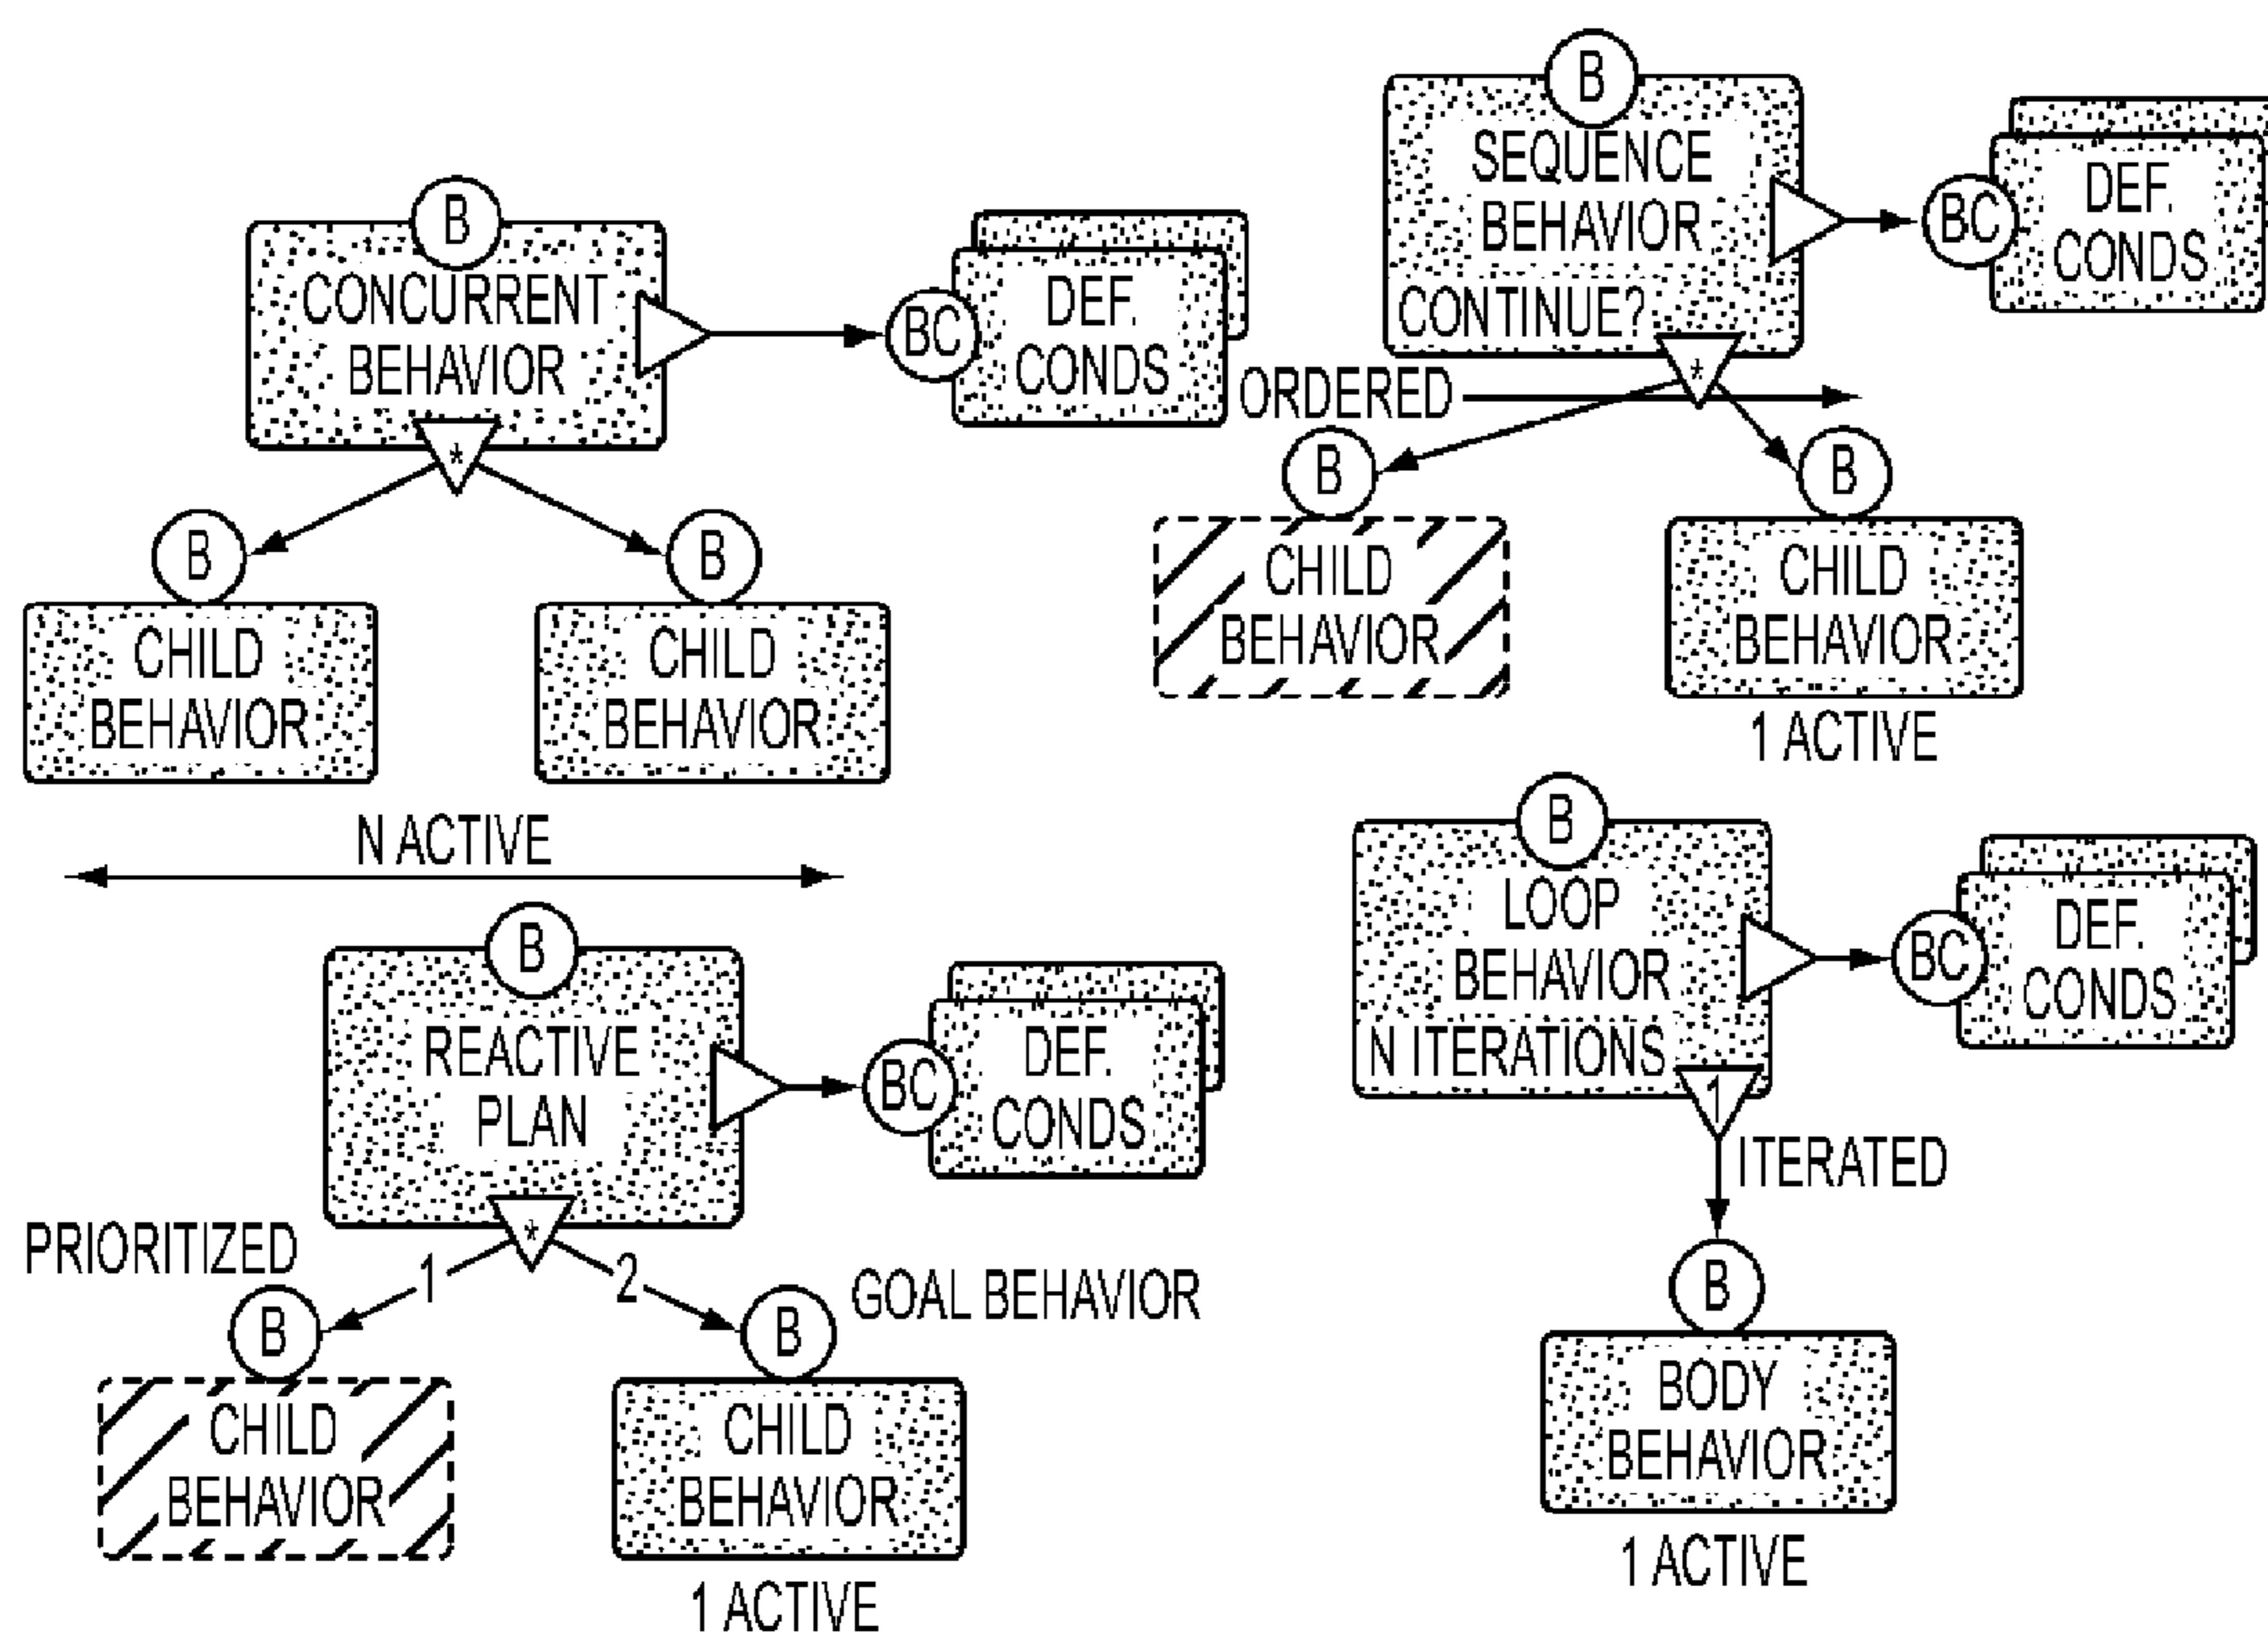 B
CONCURRENT
BEHAVIOR
*
BC
DEF.
CONDS
B
CHILD
BEHAVIOR
B
CHILD
BEHAVIOR
N ACTIVE
B
SEQUENCE
BEHAVIOR
CONTINUE?
*
BC
DEF.
CONDS
ORDERED
B
CHILD
BEHAVIOR
B
CHILD
BEHAVIOR
1 ACTIVE
B
REACTIVE
PLAN
*
BC
DEF.
CONDS
PRIORITIZED
1
2
GOAL BEHAVIOR
B
CHILD
BEHAVIOR
B
CHILD
BEHAVIOR
1 ACTIVE
B
LOOP
BEHAVIOR
N ITERATIONS
1
BC
DEF.
CONDS
ITERATED
B
BODY
BEHAVIOR
1 ACTIVE